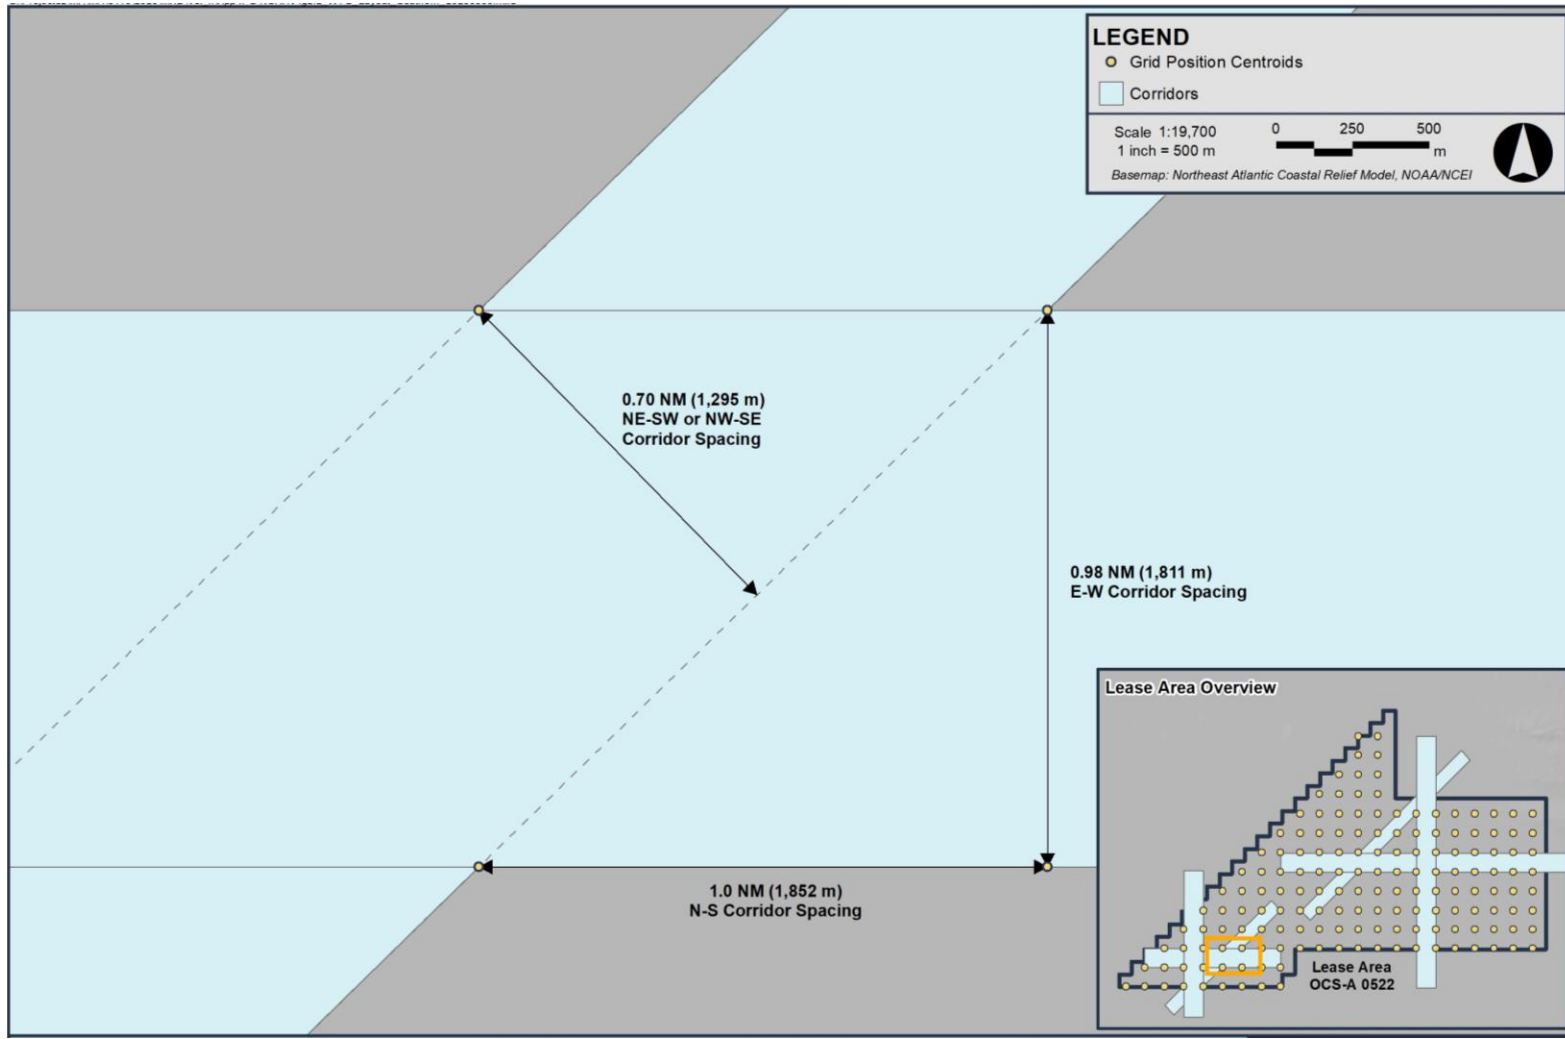 LEGEND
Grid Position Centroids
Corridors
Scale 1:19,700
1 inch = 500 m
0 250 500
m
Basemap: Northeast Atlantic Coastal Relief Model, NOAA/NCEI
0.70 NM (1,295 m)
NE-SW or NW-SE
Corridor Spacing
0.98 NM (1,811 m)
E-W Corridor Spacing
1.0 NM (1,852 m)
N-S Corridor Spacing
Lease Area Overview
Lease Area
OCS-A 0522